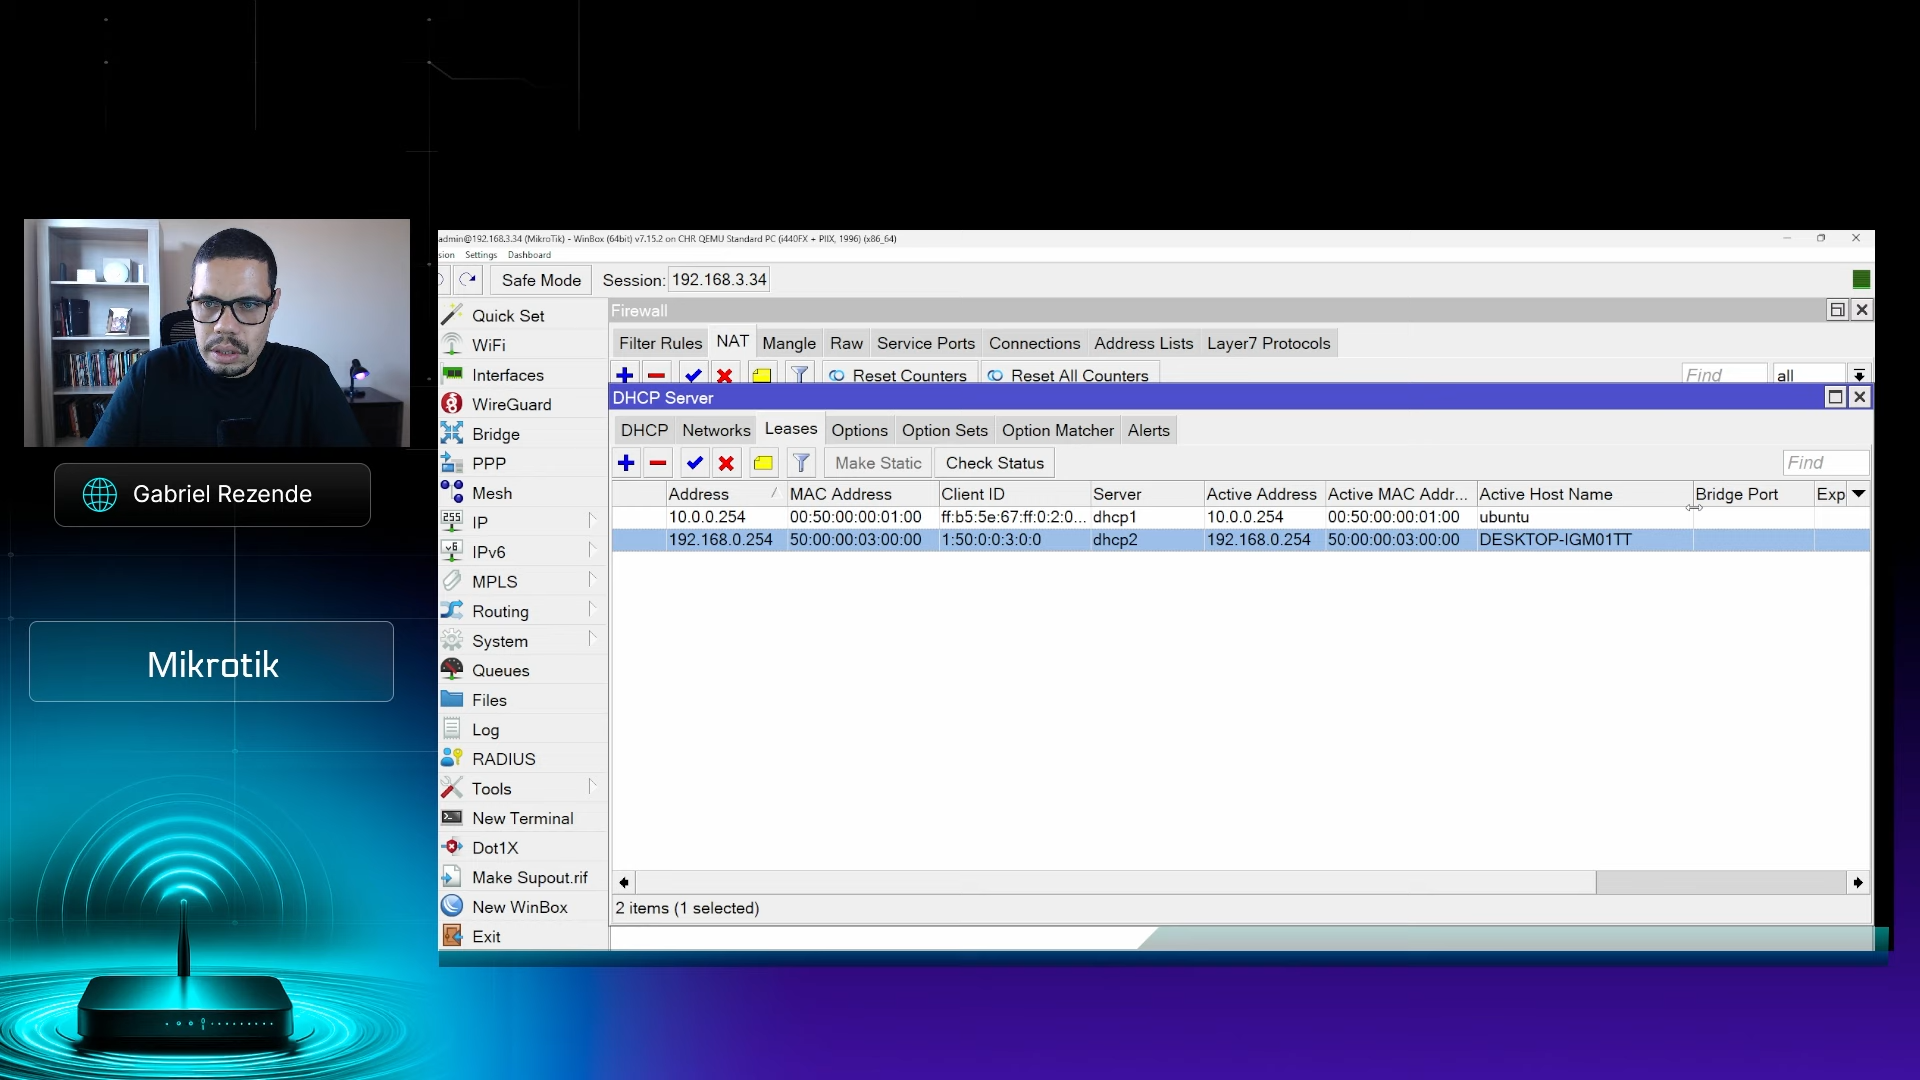 admin@192.168.3.34 (MikroTik) - WinBox (64bit) v7.15.2 on CHR QEMU Standard PC (i440FX + PIIX, 1996) (x86_64)
sion Settings Dashboard
Safe Mode Session: 192.168.3.34
Quick Set
WiFi
Interfaces
WireGuard
Bridge
PPP
Mesh
IP
IPv6
MPLS
Routing
System
Queues
Files
Log
RADIUS
Tools
New Terminal
Dot1X
Make Supout.rif
New WinBox
Exit
Firewall
Filter Rules NAT Mangle Raw Service Ports Connections Address Lists Layer7 Protocols
Reset Counters Reset All Counters Find all
DHCP Server
DHCP Networks Leases Options Option Sets Option Matcher Alerts
Make Static Check Status Find
Address MAC Address Client ID Server Active Address Active MAC Addr... Active Host Name Bridge Port Exp
10.0.0.254 00:50:00:00:01:00 ff:b5:5e:67:ff:0:2:0... dhcp1 10.0.0.254 00:50:00:00:01:00 ubuntu
192.168.0.254 50:00:00:03:00:00 1:50:0:0:3:0:0 dhcp2 192.168.0.254 50:00:00:03:00:00 DESKTOP-IGM01TT
2 items (1 selected)
Gabriel Rezende
Mikrotik